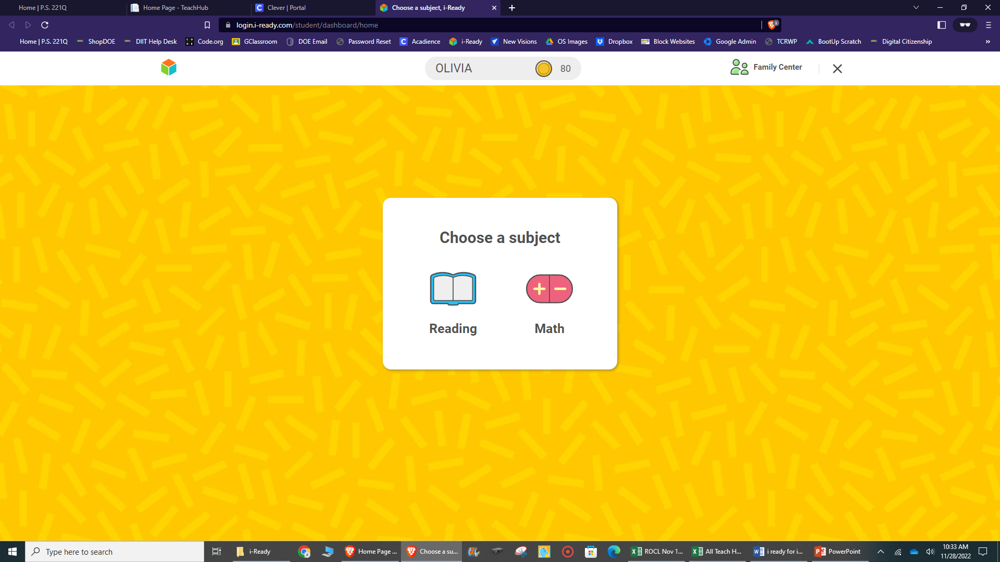 Home | P.S. 221Q
Home Page - TeachHub
Clever | Portal
Choose a subject, i-Ready
login.i-ready.com/student/dashboard/home
3
Home | P.S. 221Q ShopDOE DIIT Help Desk Code.org GClassroom DOE Email Password Reset Acadience i-Ready New Visions OS Images Dropbox Block Websites Google Admin TCRWP BootUp Scratch Digital Citizenship »
OLIVIA 80 Family Center
Choose a subject
Reading Math
Type here to search i-Ready Home Page ... Choose a su... ROCL Nov 1... All Teach H... i ready for i... PowerPoint
10:33 AM
11/28/2022